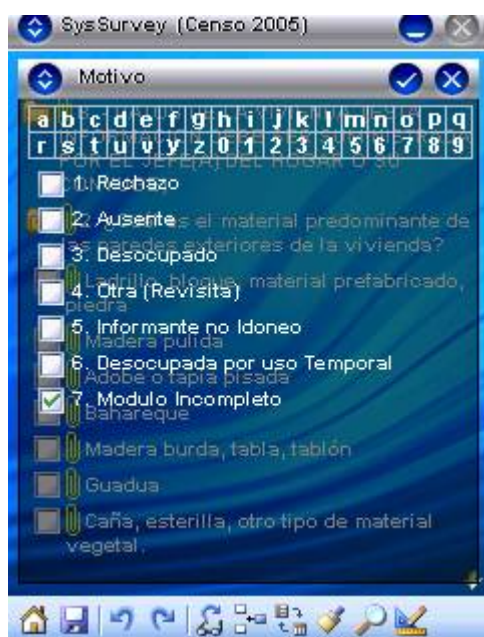 SysSurvey (Censo 2005)
Motivo
a b c d e f g h i j k l m n o p q
r s t u v y z 0 1 2 3 4 5 6 7 8 9
POR EL JEFE(A) DEL HOGAR O SU
1. Rechazo
2. Ausente
es el material predominante de
las paredes exteriores de la vivienda?
3. Desocupado
Ladrillo, bloque, material prefabricado,
4. Otra (Revisita)
piedra
5. Informante no Idoneo
Madera pulida
6. Desocupada por uso Temporal
Adobe o tapia pisada
7. Modulo Incompleto
Bahareque
Madera burda, tabla, tablón
Guadua
Caña, esterilla, otro tipo de material
vegetal.